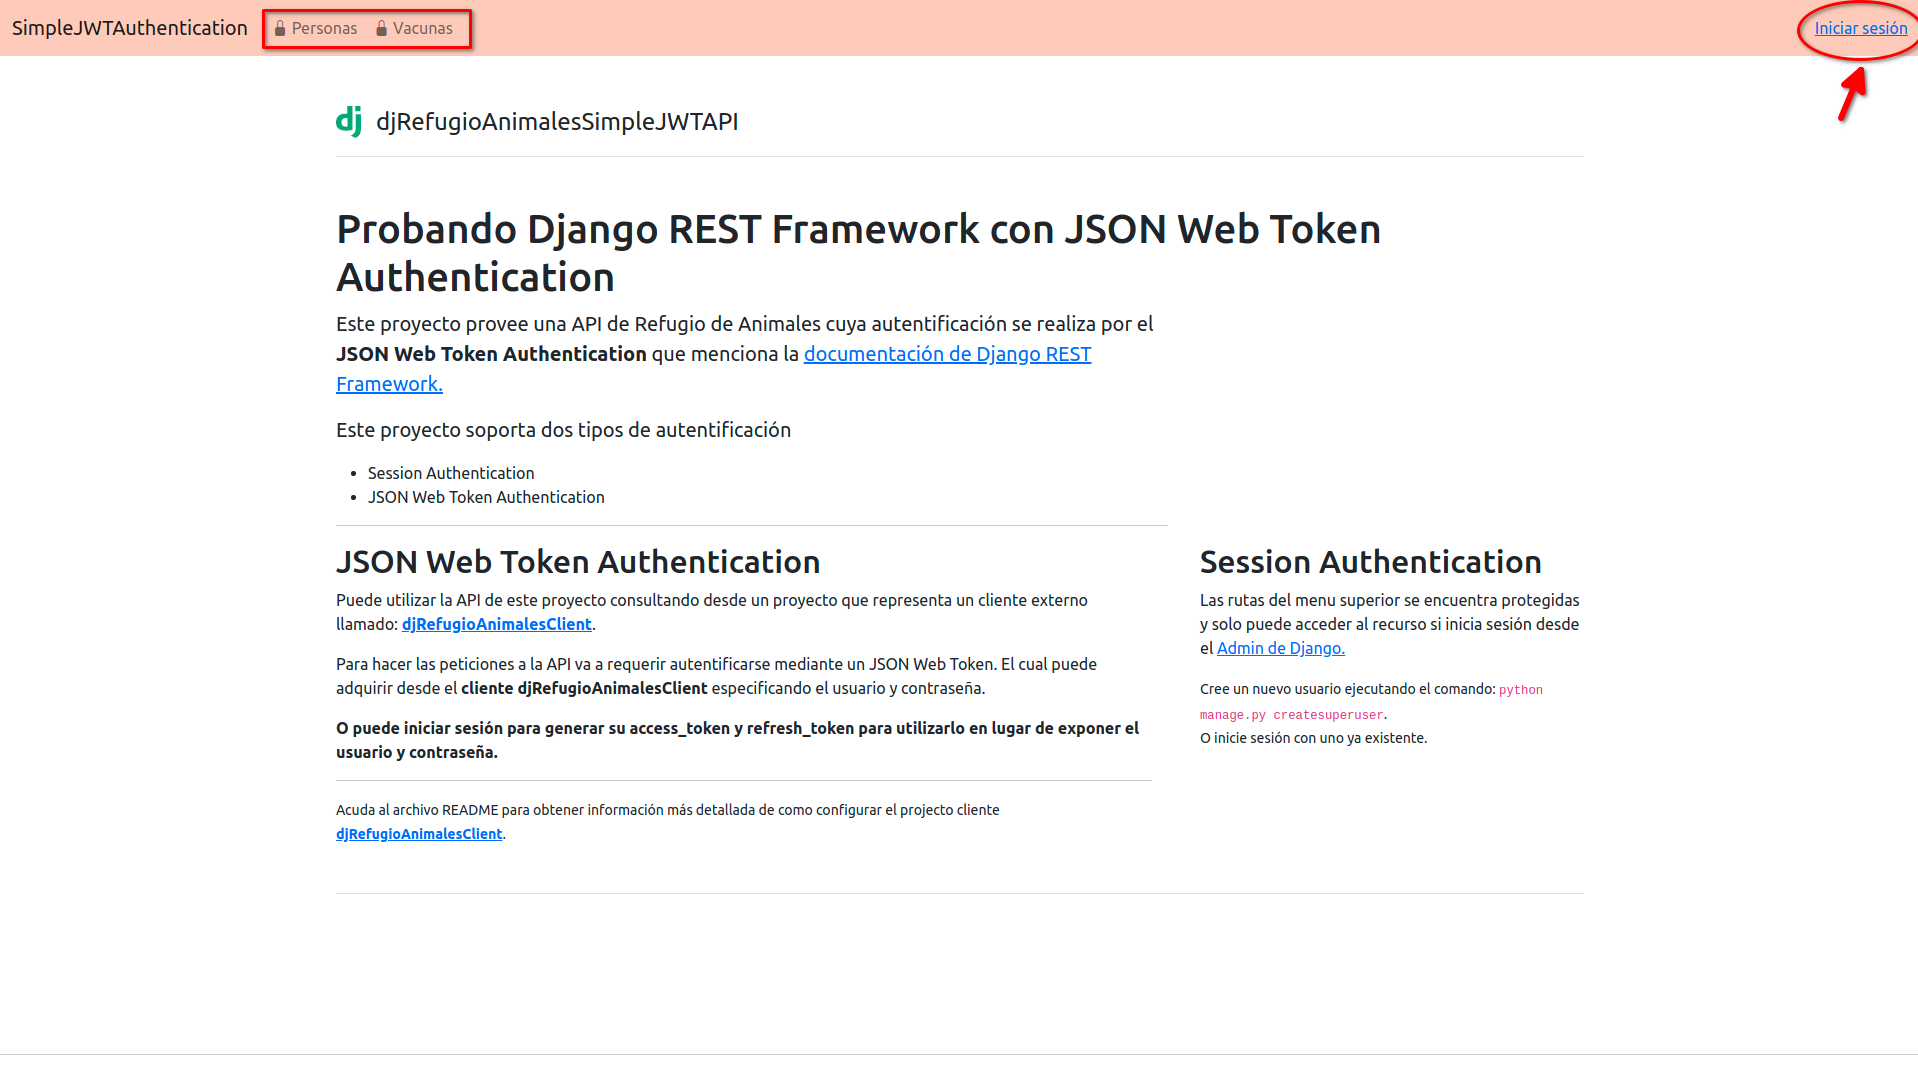 SimpleJWTAuthentication Personas Vacunas Iniciar sesión
dj djRefugioAnimalesSimpleJWTAPI
Probando Django REST Framework con JSON Web Token
Authentication
Este proyecto provee una API de Refugio de Animales cuya autentificación se realiza por el
JSON Web Token Authentication que menciona la documentación de Django REST
Framework.
Este proyecto soporta dos tipos de autentificación
• Session Authentication
• JSON Web Token Authentication
JSON Web Token Authentication
Puede utilizar la API de este proyecto consultando desde un proyecto que representa un cliente externo
llamado: djRefugioAnimalesClient.
Para hacer las peticiones a la API va a requerir autentificarse mediante un JSON Web Token. El cual puede
adquirir desde el cliente djRefugioAnimalesClient especificando el usuario y contraseña.
O puede iniciar sesión para generar su access_token y refresh_token para utilizarlo en lugar de exponer el
usuario y contraseña.
Acuda al archivo README para obtener información más detallada de como configurar el projecto cliente
djRefugioAnimalesClient.
Session Authentication
Las rutas del menu superior se encuentra protegidas
y solo puede acceder al recurso si inicia sesión desde
el Admin de Django.
Cree un nuevo usuario ejecutando el comando: python
manage.py createsuperuser.
O inicie sesión con uno ya existente.